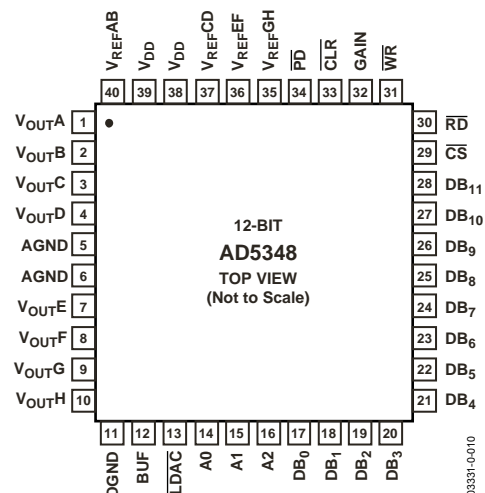 VREFAB
VDD
VDD
VREFCD
VREFEF
VREFGH
PD
CLR
GAIN
WR
40 39 38 37 36 35 34 33 32 31
VOUTA 1
VOUTB 2
VOUTC 3
VOUTD 4
AGND 5
AGND 6
VOUTE 7
VOUTF 8
VOUTG 9
VOUTH 10
12-BIT
AD5348
TOP VIEW
(Not to Scale)
30 RD
29 CS
28 DB11
27 DB10
26 DB9
25 DB8
24 DB7
23 DB6
22 DB5
21 DB4
11 12 13 14 15 16 17 18 19 20
DGND
BUF
LDAC
A0
A1
A2
DB0
DB1
DB2
DB3
03331-0-010